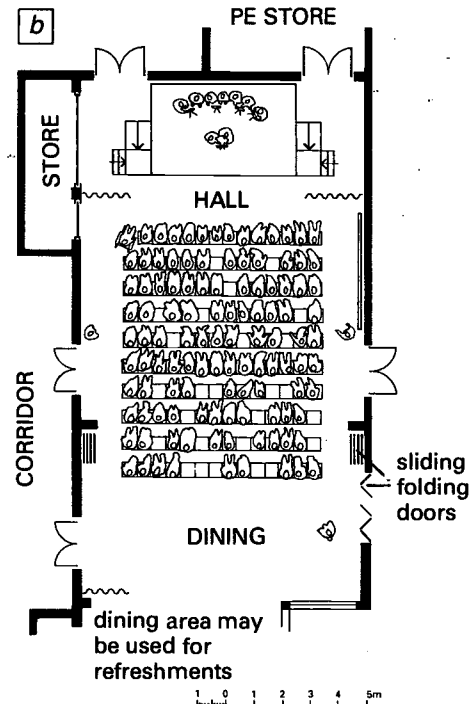 b
PE STORE
STORE
HALL
CORRIDOR
sliding
folding
doors
DINING
dining area may
be used for
refreshments
1 0 1 2 3 4 5m